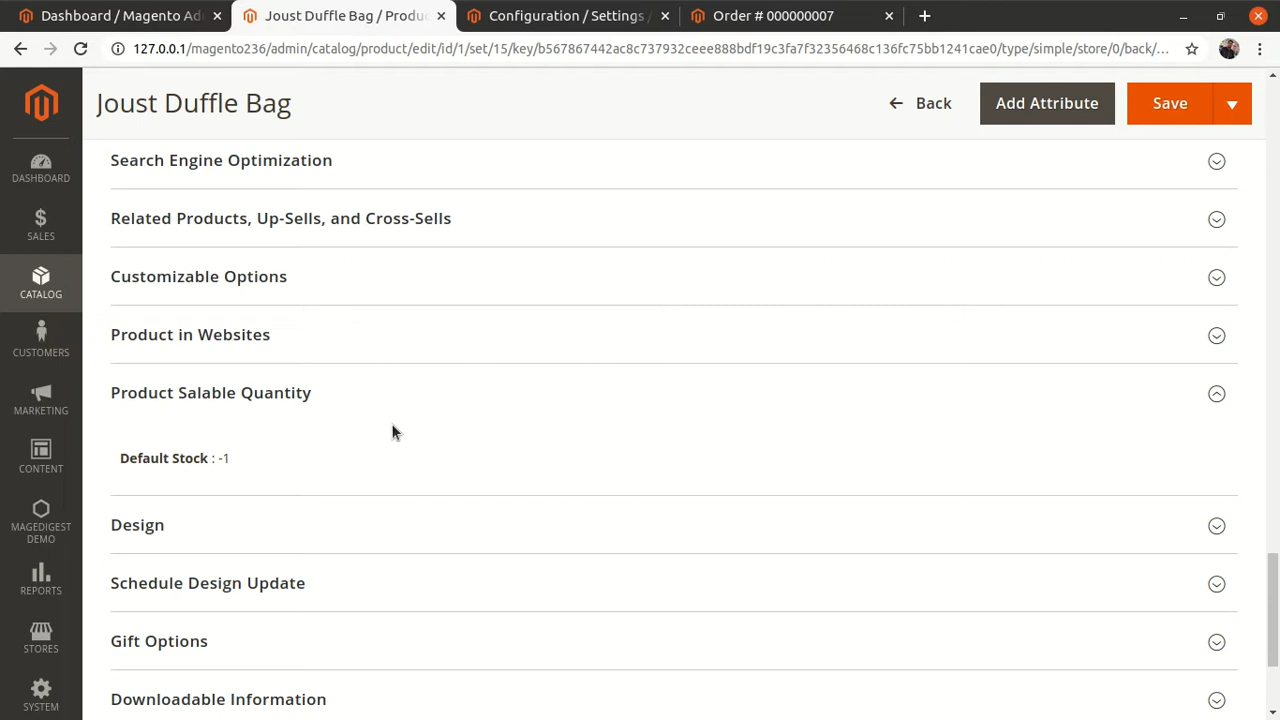 Dashboard / Magento Ad
Joust Duffle Bag / Produc
Configuration / Settings /
Order # 000000007
127.0.0.1/magento236/admin/catalog/product/edit/id/1/set/15/key/b567867442ac8c737932ceee888bdf19c3fa7f32356468c136fc75bb1241cae0/type/simple/store/0/back/...
Joust Duffle Bag
Back
Add Attribute
Save
DASHBOARD
SALES
CATALOG
CUSTOMERS
MARKETING
CONTENT
MAGEDIGEST
DEMO
REPORTS
STORES
SYSTEM
Search Engine Optimization
Related Products, Up-Sells, and Cross-Sells
Customizable Options
Product in Websites
Product Salable Quantity
Default Stock : -1
Design
Schedule Design Update
Gift Options
Downloadable Information